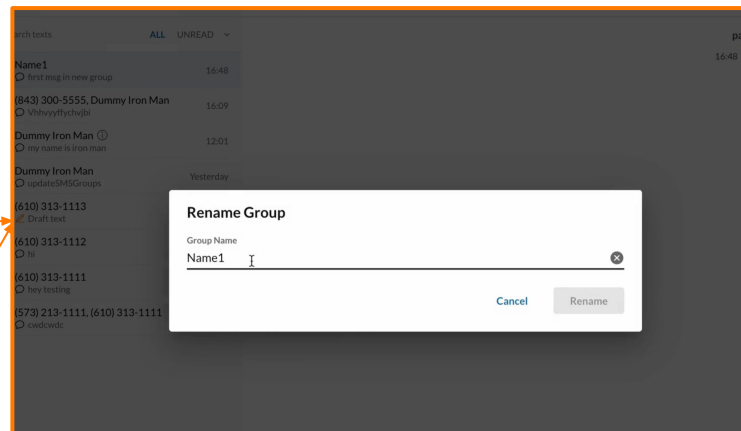 arch texts ALL UNREAD
Name1 16:48
first msg in new group
(843) 300-5555, Dummy Iron Man 16:09
Vhhvyyffychvjbi
Dummy Iron Man 12:01
my name is iron man
Dummy Iron Man Yesterday
updateSMSGroups
(610) 313-1113
Draft text
(610) 313-1112
hi
(610) 313-1111
hey testing
(573) 213-1111, (610) 313-1111
cwdcwdc
pa
16:48
Rename Group
Group Name
Name1
Cancel Rename